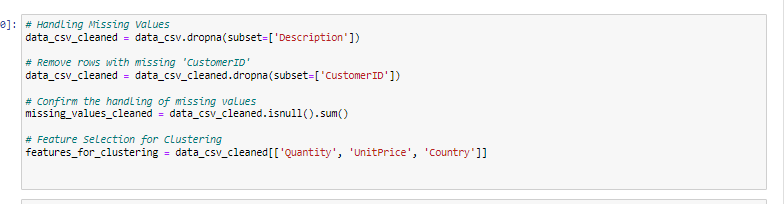 0]:
# Handling Missing Values
data_csv_cleaned = data_csv.dropna(subset=['Description'])
# Remove rows with missing 'CustomerID'
data_csv_cleaned = data_csv_cleaned.dropna(subset=['CustomerID'])
# Confirm the handling of missing values
missing_values_cleaned = data_csv_cleaned.isnull().sum()
# Feature Selection for Clustering
features_for_clustering = data_csv_cleaned[['Quantity', 'UnitPrice', 'Country']]